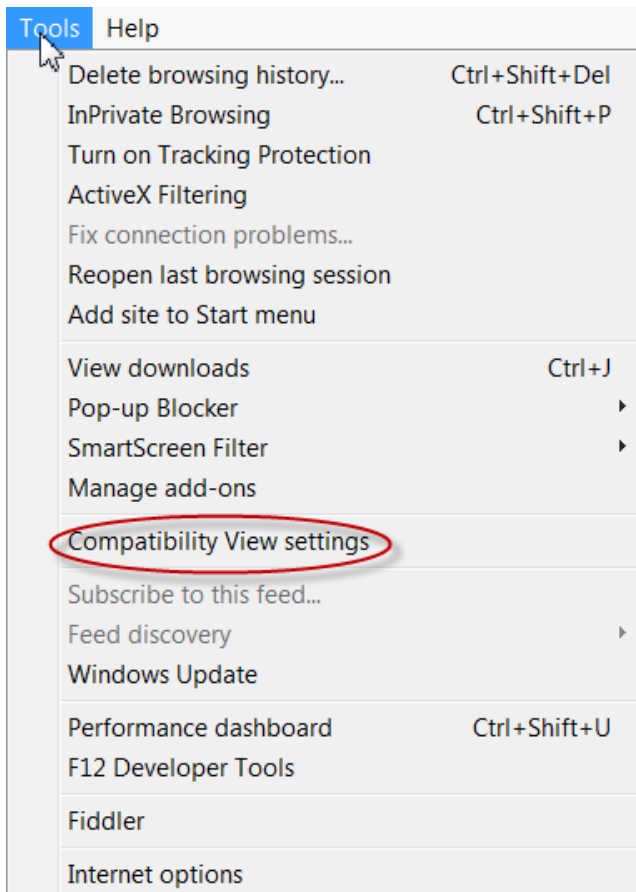 Tools Help
Delete browsing history... Ctrl+Shift+Del
InPrivate Browsing Ctrl+Shift+P
Turn on Tracking Protection
ActiveX Filtering
Fix connection problems...
Reopen last browsing session
Add site to Start menu
View downloads Ctrl+J
Pop-up Blocker
SmartScreen Filter
Manage add-ons
Compatibility View settings
Subscribe to this feed...
Feed discovery
Windows Update
Performance dashboard Ctrl+Shift+U
F12 Developer Tools
Fiddler
Internet options